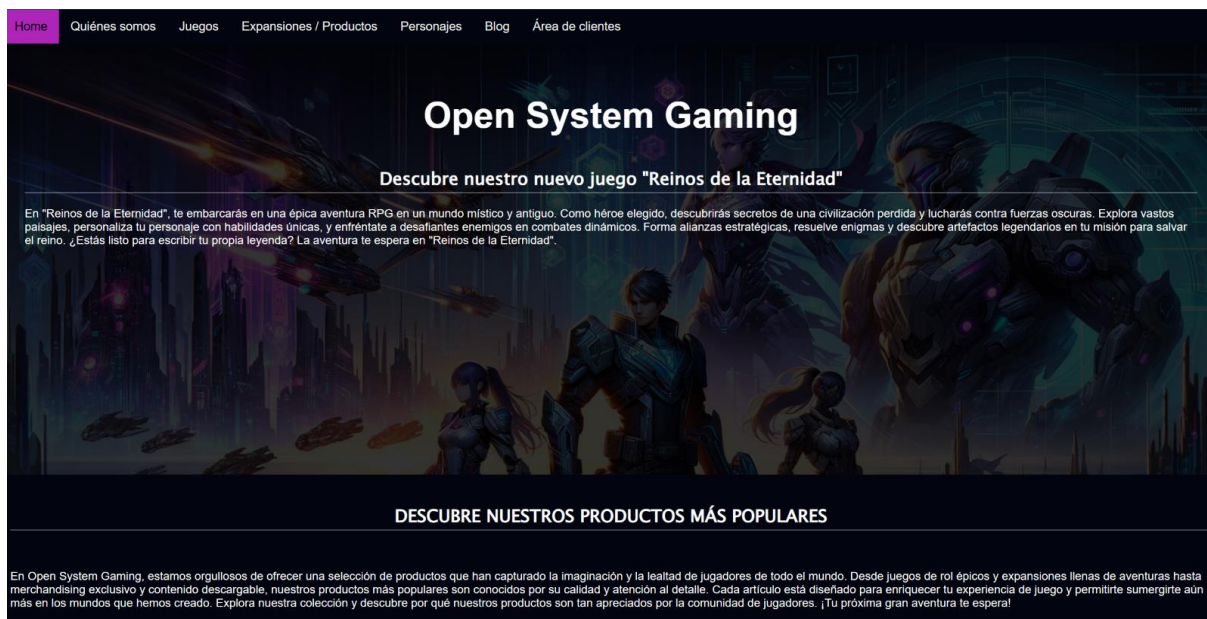 Home Quiénes somos Juegos Expansiones / Productos Personajes Blog Área de clientes
Open System Gaming
Descubre nuestro nuevo juego "Reinos de la Eternidad"
En "Reinos de la Eternidad", te embarcarás en una épica aventura RPG en un mundo místico y antiguo. Como héroe elegido, descubrirás secretos de una civilización perdida y lucharás contra fuerzas oscuras. Explora vastos
paisajes, personaliza tu personaje con habilidades únicas, y enfréntate a desafiantes enemigos en combates dinámicos. Forma alianzas estratégicas, resuelve enigmas y descubre artefactos legendarios en tu misión para salvar
el reino. ¿Estás listo para escribir tu propia leyenda? La aventura te espera en "Reinos de la Eternidad".
DESCUBRE NUESTROS PRODUCTOS MÁS POPULARES
En Open System Gaming, estamos orgullosos de ofrecer una selección de productos que han capturado la imaginación y la lealtad de jugadores de todo el mundo. Desde juegos de rol épicos y expansiones llenas de aventuras hasta
merchandising exclusivo y contenido descargable, nuestros productos más populares son conocidos por su calidad y atención al detalle. Cada artículo está diseñado para enriquecer tu experiencia de juego y permitirte sumergirte aún
más en los mundos que hemos creado. Explora nuestra colección y descubre por qué nuestros productos son tan apreciados por la comunidad de jugadores. ¡Tu próxima gran aventura te espera!